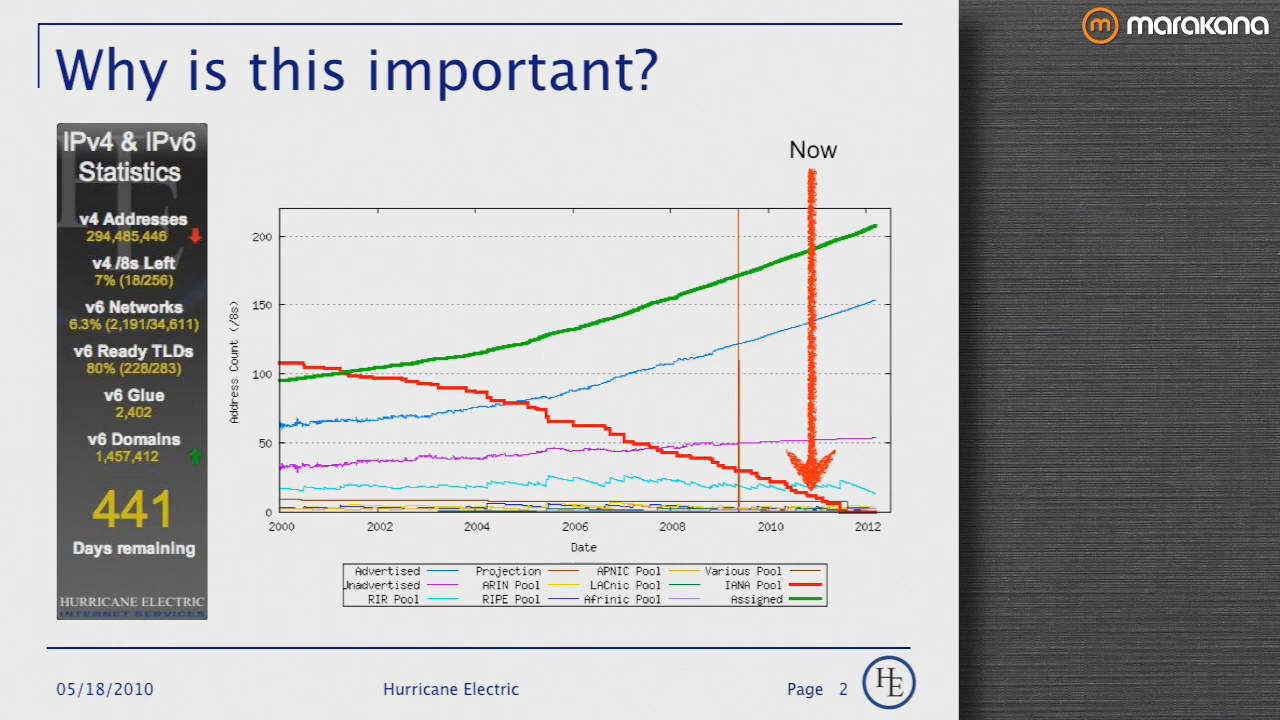 marakana
Why is this important?
IPv4 & IPv6
Statistics
v4 Addresses
294,485,446
v4 /8s Left
7% (18/256)
v6 Networks
6.3% (2,191/34,611)
v6 Ready TLDs
80% (228/283)
v6 Glue
2,402
v6 Domains
1,457,412
441
Days remaining
HURRICANE ELECTRIC
INTERNET SERVICES
Now
Address Count (/8s)
200
150
100
50
0
2000 2002 2004 2006 2008 2010 2012
Date
Advertised Projection APNIC Pool Various Pool
Unadvertised ARIN Pool LACnic Pool IANA Pool
RIR Pool RIPE Pool Afrinic Pool Assigned
05/18/2010 Hurricane Electric Page 2
HE